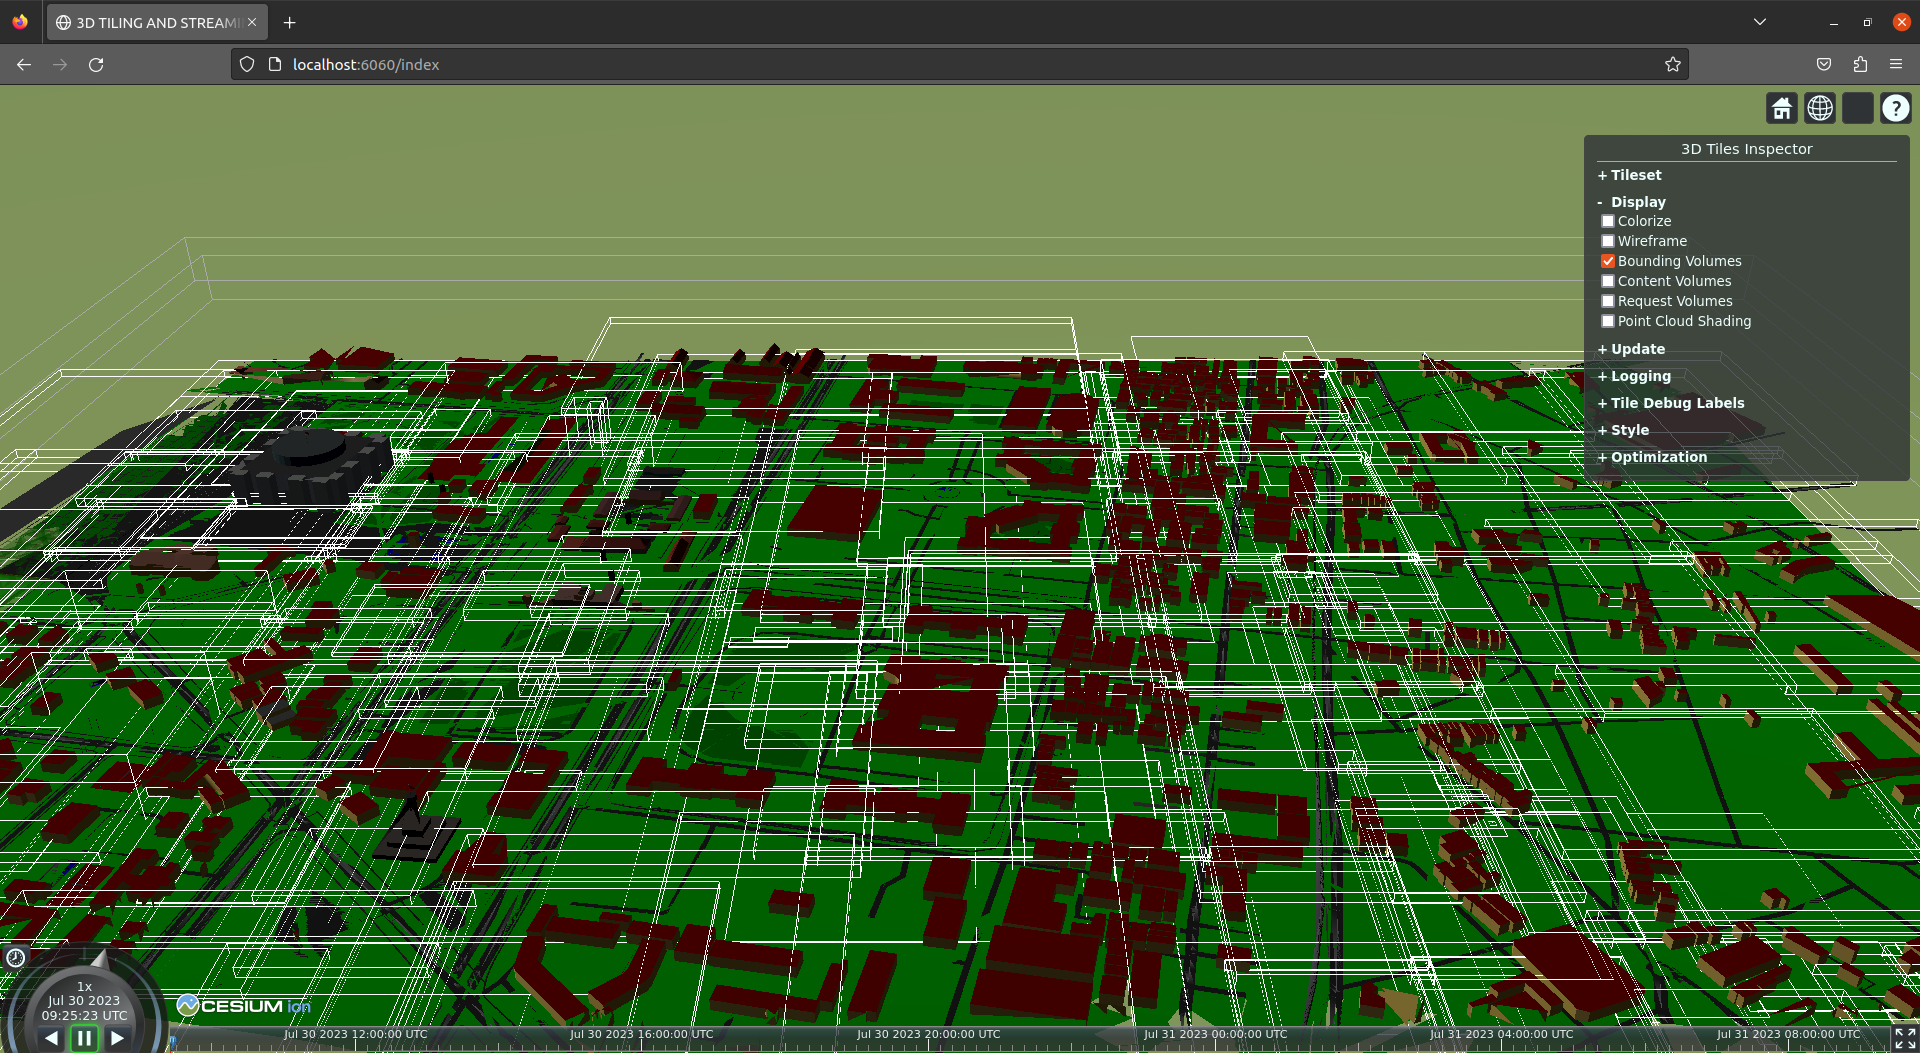 3D TILING AND STREAMI
localhost:6060/index
?
3D Tiles Inspector
+ Tileset
- Display
Colorize
Wireframe
Bounding Volumes
Content Volumes
Request Volumes
Point Cloud Shading
+ Update
+ Logging
+ Tile Debug Labels
+ Style
+ Optimization
1x
Jul 30 2023
09:25:23 UTC
CESIUM ion
Jul 30 2023 12:00:00 UTC
Jul 30 2023 16:00:00 UTC
Jul 30 2023 20:00:00 UTC
Jul 31 2023 00:00:00 UTC
Jul 31 2023 04:00:00 UTC
Jul 31 2023 08:00:00 UTC